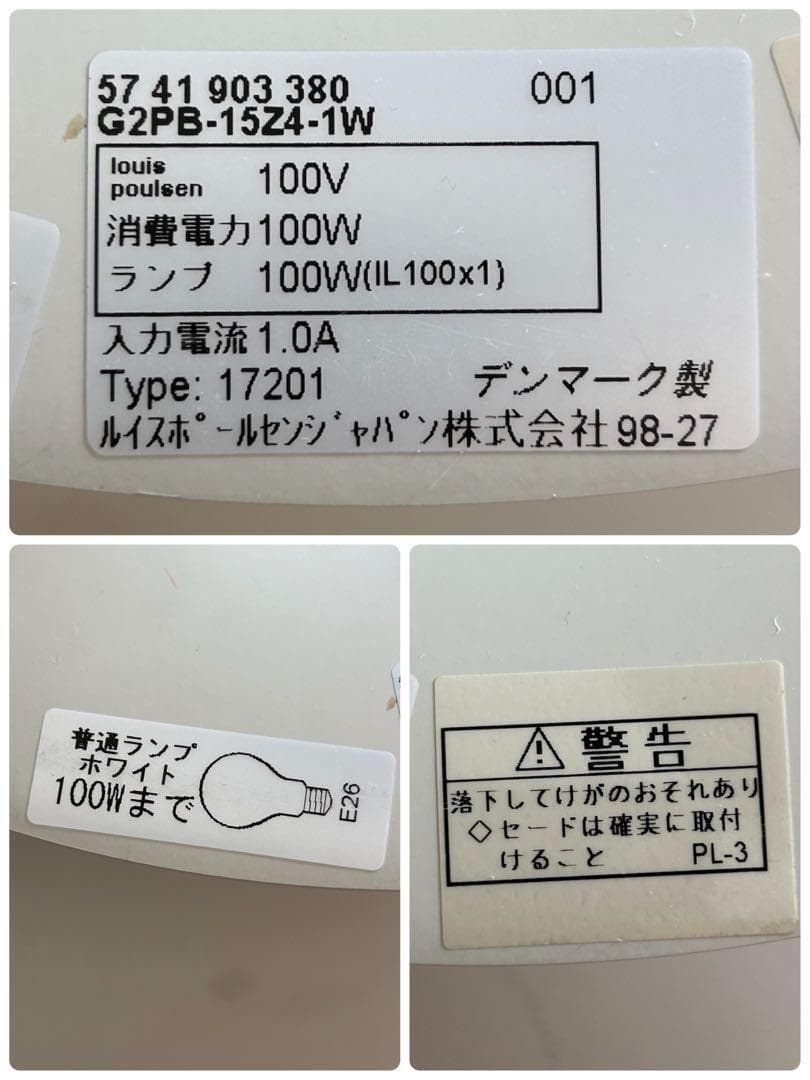 57 41 903 380 001
G2PB-15Z4-1W
louis
poulsen 100V
消費電力100W
ランプ 100W(IL100x1)
入力電流1.0A
Type: 17201 デンマーク製
ﾙｲｽﾎﾟｰﾙｾﾝｼﾞｬﾊﾟﾝ株式会社98-27
普通ランプ
ホワイト
100Wまで
E26
警告
落下してけがのおそれあり
◇セードは確実に取付
けること PL-3